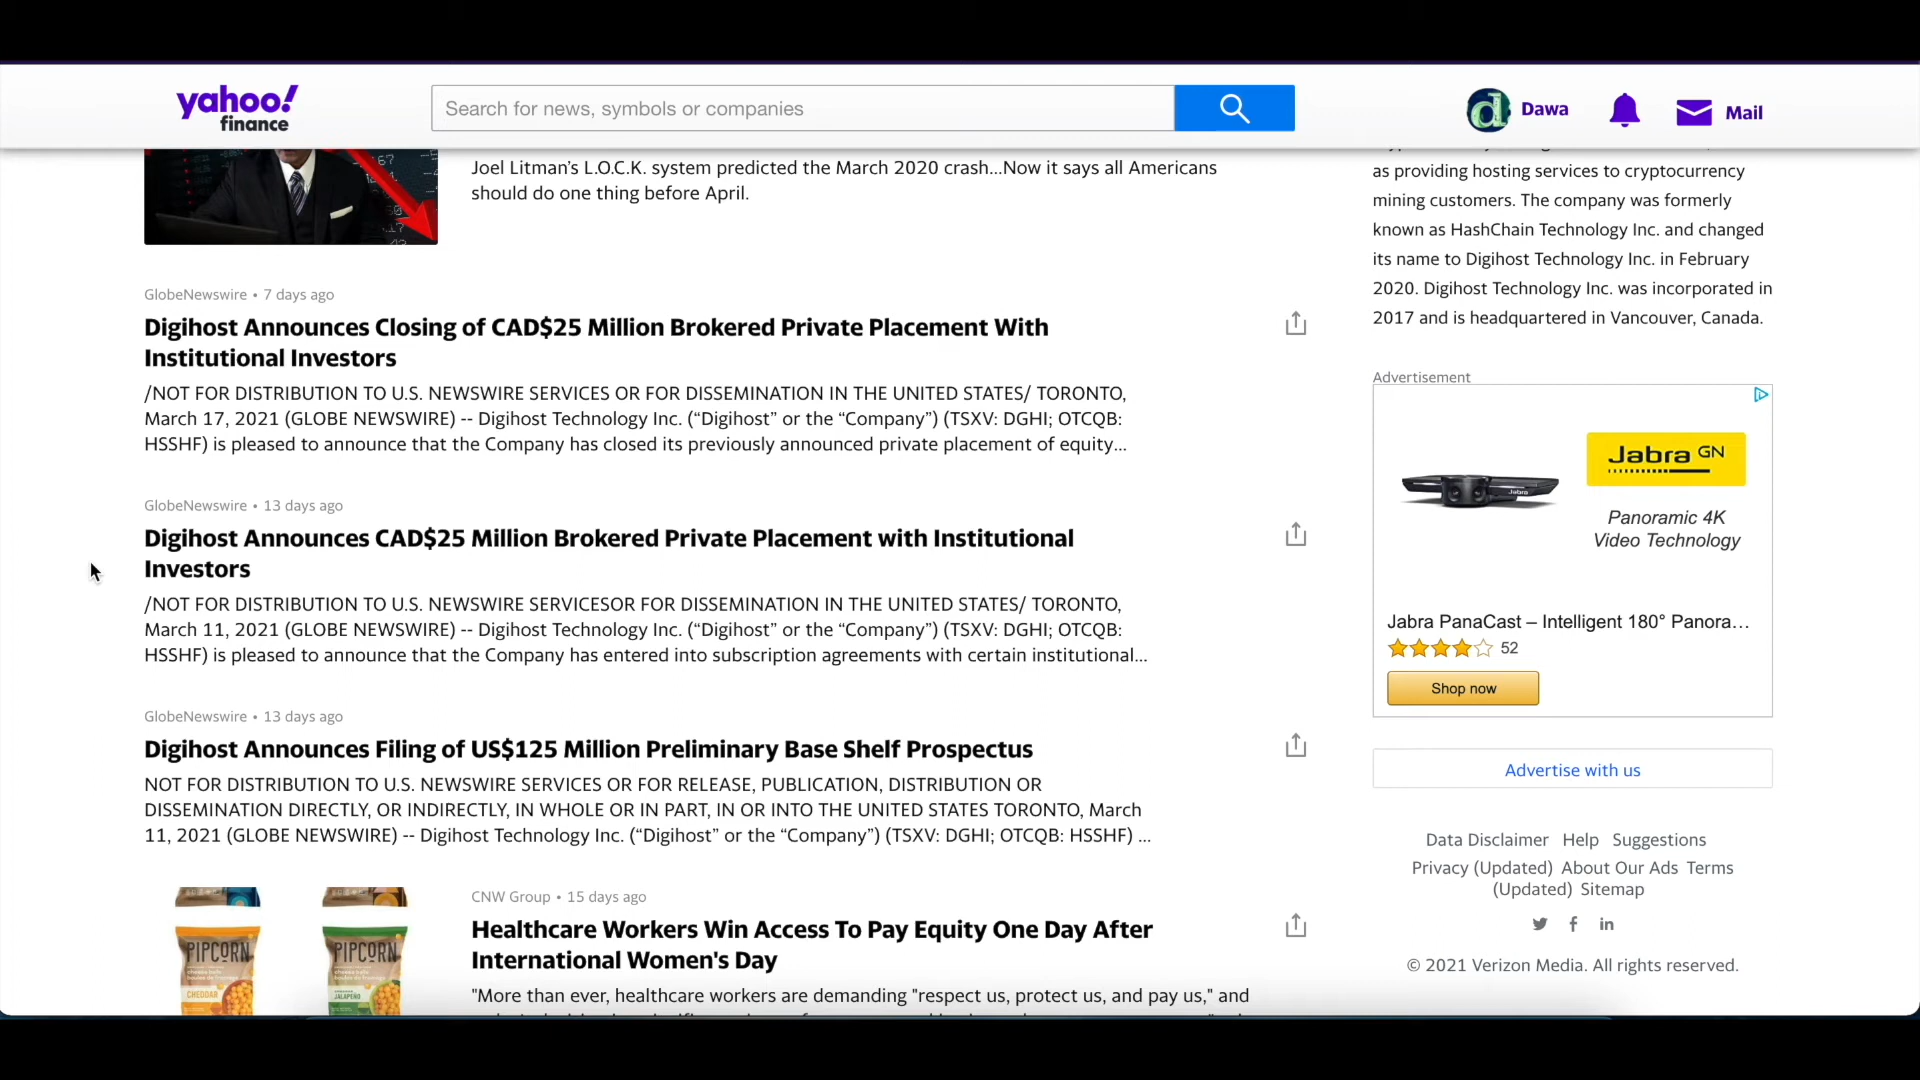 yahoo!
finance
Search for news, symbols or companies
Dawa
Mail
Joel Litman’s L.O.C.K. system predicted the March 2020 crash...Now it says all Americans
should do one thing before April.
GlobeNewswire • 7 days ago
Digihost Announces Closing of CAD$25 Million Brokered Private Placement With
Institutional Investors
/NOT FOR DISTRIBUTION TO U.S. NEWSWIRE SERVICES OR FOR DISSEMINATION IN THE UNITED STATES/ TORONTO,
March 17, 2021 (GLOBE NEWSWIRE) -- Digihost Technology Inc. (“Digihost” or the “Company”) (TSXV: DGHI; OTCQB:
HSSHF) is pleased to announce that the Company has closed its previously announced private placement of equity...
GlobeNewswire • 13 days ago
Digihost Announces CAD$25 Million Brokered Private Placement with Institutional
Investors
/NOT FOR DISTRIBUTION TO U.S. NEWSWIRE SERVICESOR FOR DISSEMINATION IN THE UNITED STATES/ TORONTO,
March 11, 2021 (GLOBE NEWSWIRE) -- Digihost Technology Inc. (“Digihost” or the “Company”) (TSXV: DGHI; OTCQB:
HSSHF) is pleased to announce that the Company has entered into subscription agreements with certain institutional...
GlobeNewswire • 13 days ago
Digihost Announces Filing of US$125 Million Preliminary Base Shelf Prospectus
NOT FOR DISTRIBUTION TO U.S. NEWSWIRE SERVICES OR FOR RELEASE, PUBLICATION, DISTRIBUTION OR
DISSEMINATION DIRECTLY, OR INDIRECTLY, IN WHOLE OR IN PART, IN OR INTO THE UNITED STATES TORONTO, March
11, 2021 (GLOBE NEWSWIRE) -- Digihost Technology Inc. (“Digihost” or the “Company”) (TSXV: DGHI; OTCQB: HSSHF) ...
PIPCORN
CHEDDAR
PIPCORN
JALAPEÑO
CNW Group • 15 days ago
Healthcare Workers Win Access To Pay Equity One Day After
International Women's Day
"More than ever, healthcare workers are demanding "respect us, protect us, and pay us," and
as providing hosting services to cryptocurrency
mining customers. The company was formerly
known as HashChain Technology Inc. and changed
its name to Digihost Technology Inc. in February
2020. Digihost Technology Inc. was incorporated in
2017 and is headquartered in Vancouver, Canada.
Advertisement
Jabra GN
Jabra
Panoramic 4K
Video Technology
Jabra PanaCast – Intelligent 180° Panora...
52
Shop now
Advertise with us
Data Disclaimer Help Suggestions
Privacy (Updated) About Our Ads Terms
(Updated) Sitemap
© 2021 Verizon Media. All rights reserved.